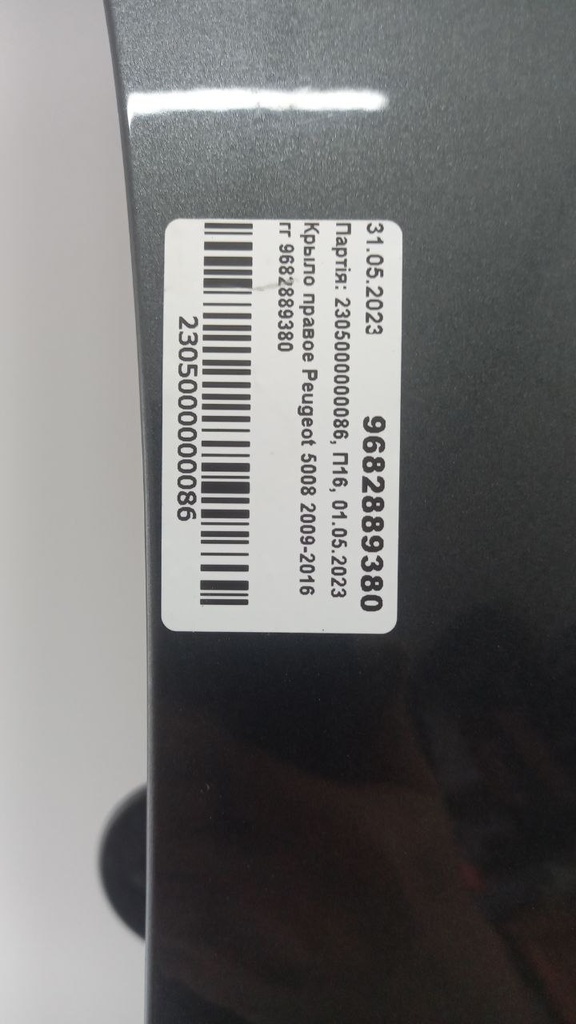 31.05.2023 9682889380
Партія: 2305000000086, П16, 01.05.2023
Крыло правое Peugeot 5008 2009-2016
гг 9682889380
2305000000086